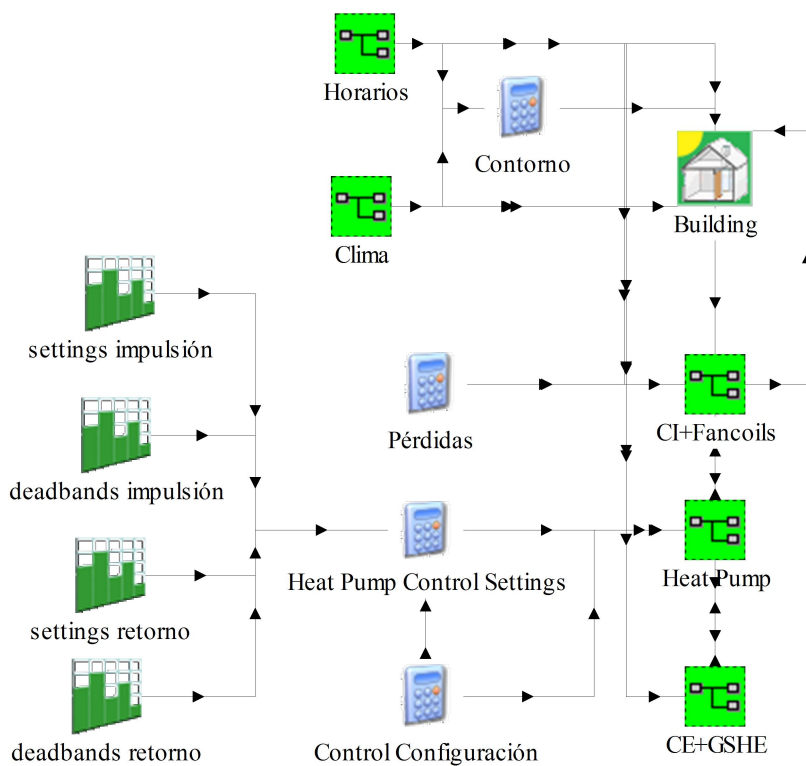 Horarios
Contorno
Clima
Building
settings impulsión
Pérdidas
CI+Fancoils
deadbands impulsión
Heat Pump Control Settings
Heat Pump
settings retorno
deadbands retorno
Control Configuración
CE+GSHE